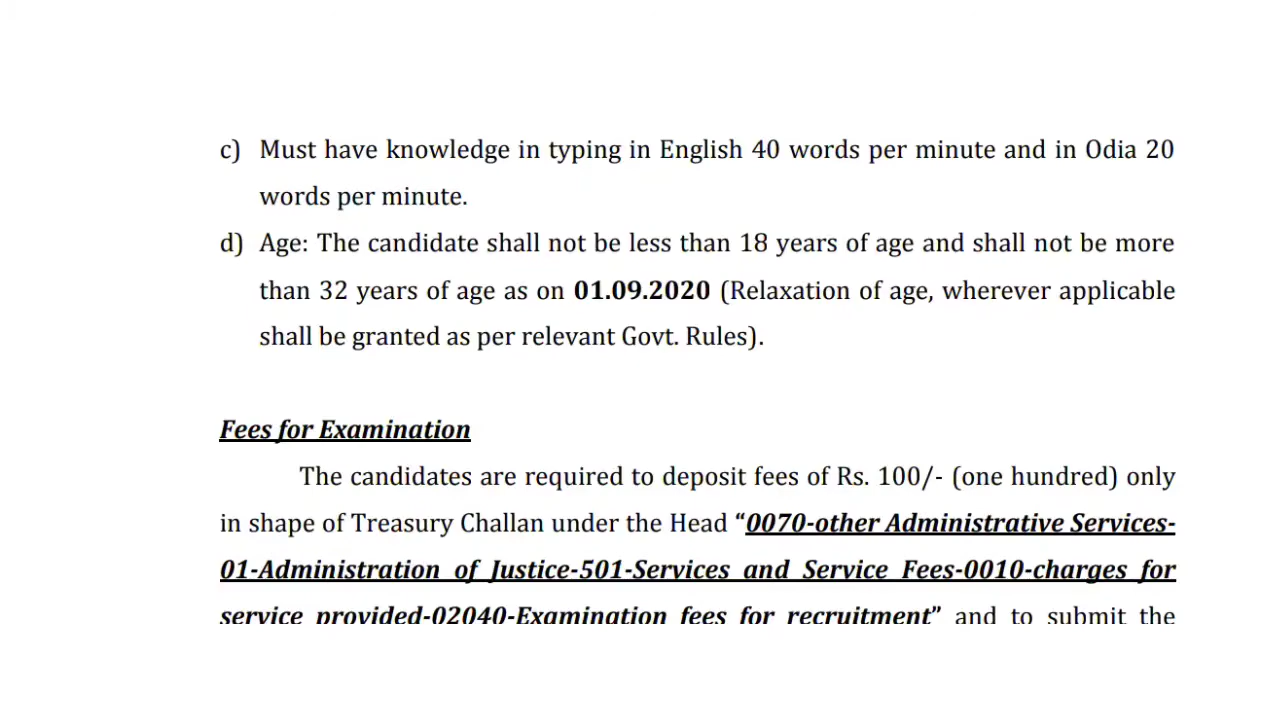 c) Must have knowledge in typing in English 40 words per minute and in Odia 20
words per minute.
d) Age: The candidate shall not be less than 18 years of age and shall not be more
than 32 years of age as on 01.09.2020 (Relaxation of age, wherever applicable
shall be granted as per relevant Govt. Rules).
Fees for Examination
The candidates are required to deposit fees of Rs. 100/- (one hundred) only
in shape of Treasury Challan under the Head “0070-other Administrative Services-
01-Administration of Justice-501-Services and Service Fees-0010-charges for
service provided-02040-Examination fees for recruitment” and to submit the